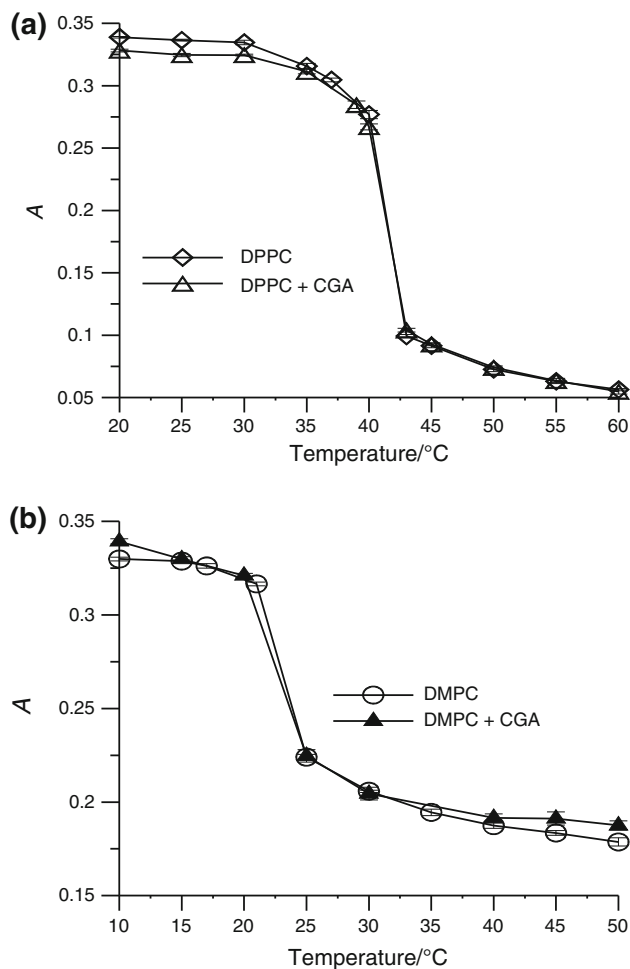 (a)
0.35
0.3
0.25
A
0.2
0.15
0.1
0.05
DPPC
DPPC + CGA
20 25 30 35 40 45 50 55 60
Temperature/°C
(b)
0.35
0.3
A
0.25
0.2
0.15
DMPC
DMPC + CGA
10 15 20 25 30 35 40 45 50
Temperature/°C